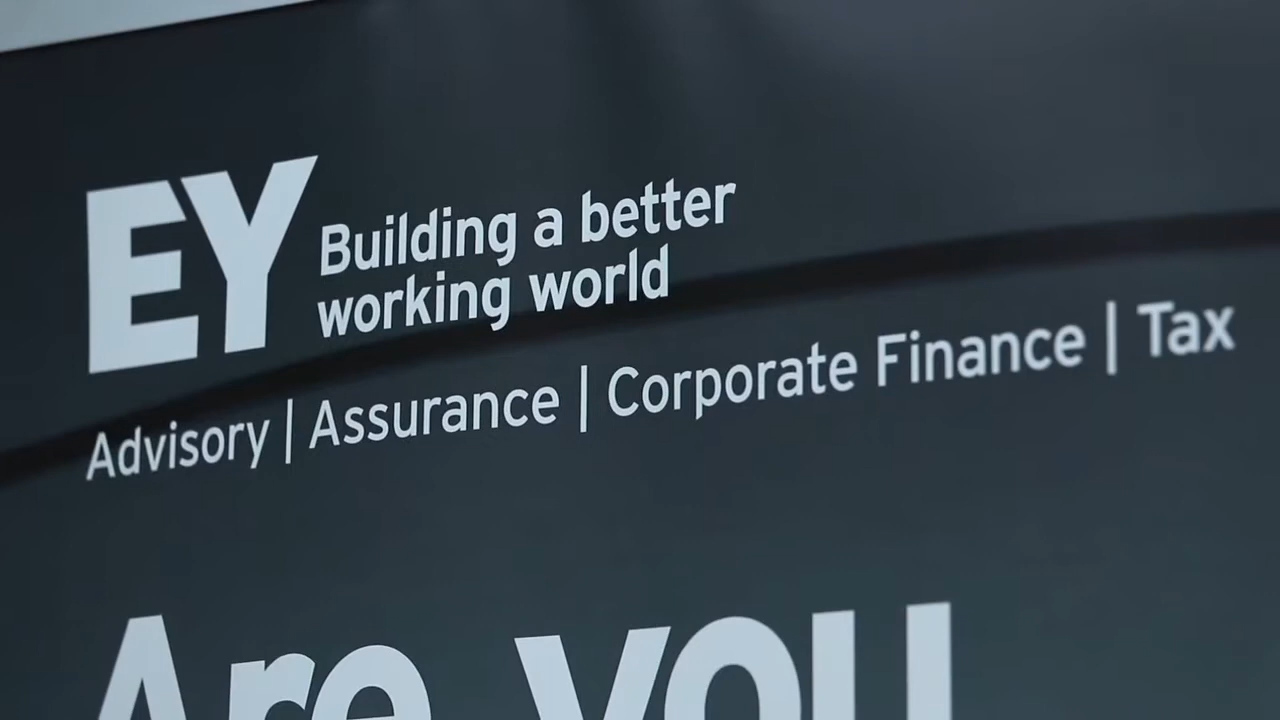 EY Building a better
working world
Advisory | Assurance | Corporate Finance | Tax
Are you